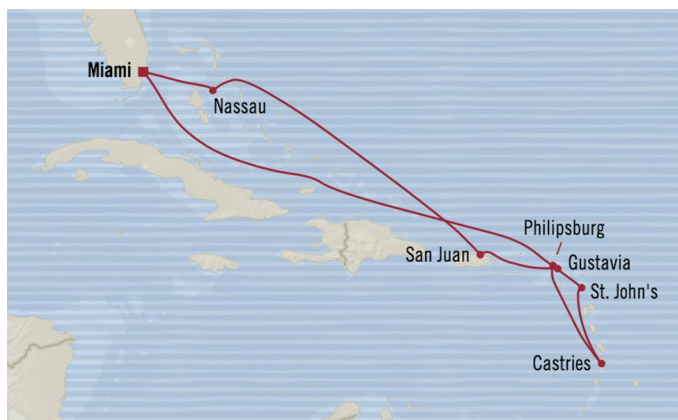 Miami
Nassau
Philipsburg
San Juan
Gustavia
St. John's
Castries